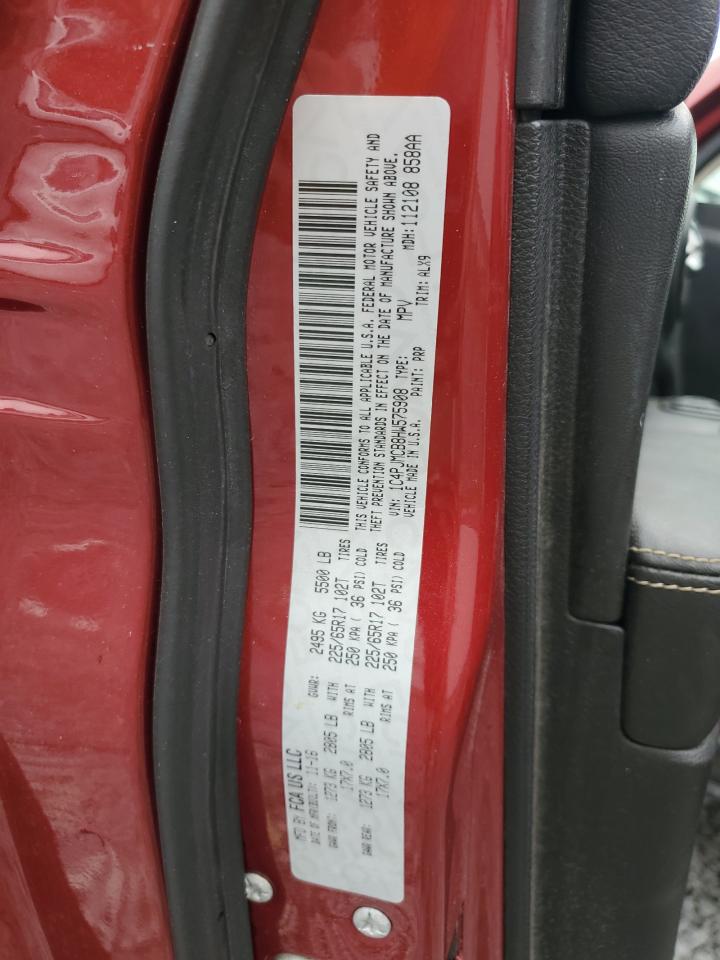 MFD BY: FCA US LLC
DATE OF MFR(BUILT): 11-16 GVWR: 2495 KG 5500 LB
GAWR FRONT: 1273 KG 2805 LB WITH 225/65R17 102T TIRES
17X7.0 RIMS AT 250 KPA ( 36 PSI) COLD
GAWR REAR: 1273 KG 2805 LB WITH 225/65R17 102T TIRES
17X7.0 RIMS AT 250 KPA ( 36 PSI) COLD
THIS VEHICLE CONFORMS TO ALL APPLICABLE U.S.A. FEDERAL MOTOR VEHICLE SAFETY AND
THEFT PREVENTION STANDARDS IN EFFECT ON THE DATE OF MANUFACTURE SHOWN ABOVE.
VIN: 1C4PJMCB8HW575908 TYPE: MPV MDH: 112108 858AA
VEHICLE MADE IN U.S.A. PAINT: PRP TRIM: ALX9